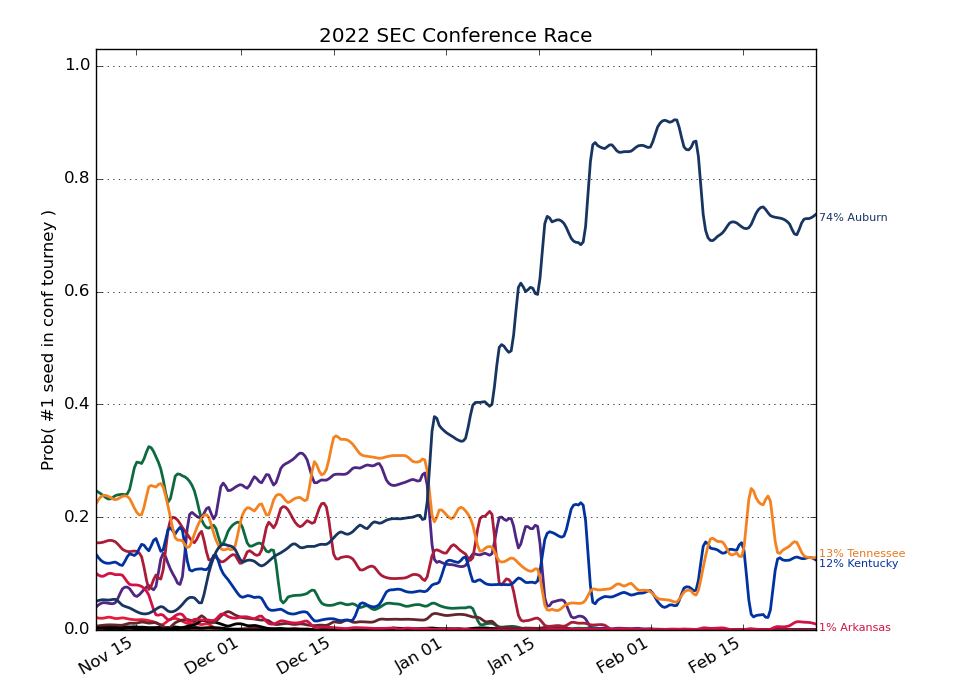 2022 SEC Conference Race
Prob( #1 seed in conf tourney )
1.0
0.8
0.6
0.4
0.2
0.0
Nov 15
Dec 01
Dec 15
Jan 01
Jan 15
Feb 01
Feb 15
74% Auburn
13% Tennessee
12% Kentucky
1% Arkansas